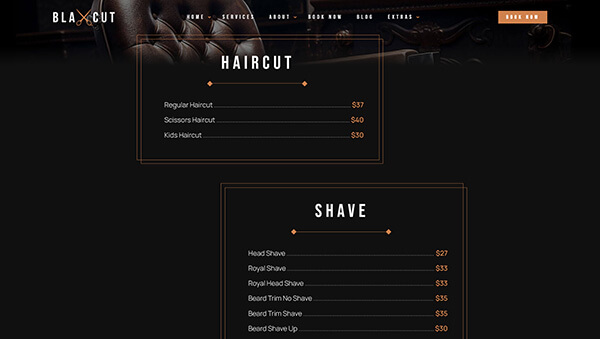 BLAXCUT
HOME SERVICES ABOUT BOOK NOW BLOG EXTRAS BOOK NOW
HAIRCUT
Regular Haircut $37
Scissors Haircut $40
Kids Haircut $30
SHAVE
Head Shave $27
Royal Shave $33
Royal Head Shave $33
Beard Trim No Shave $35
Beard Trim Shave $35
Beard Shave Up $30